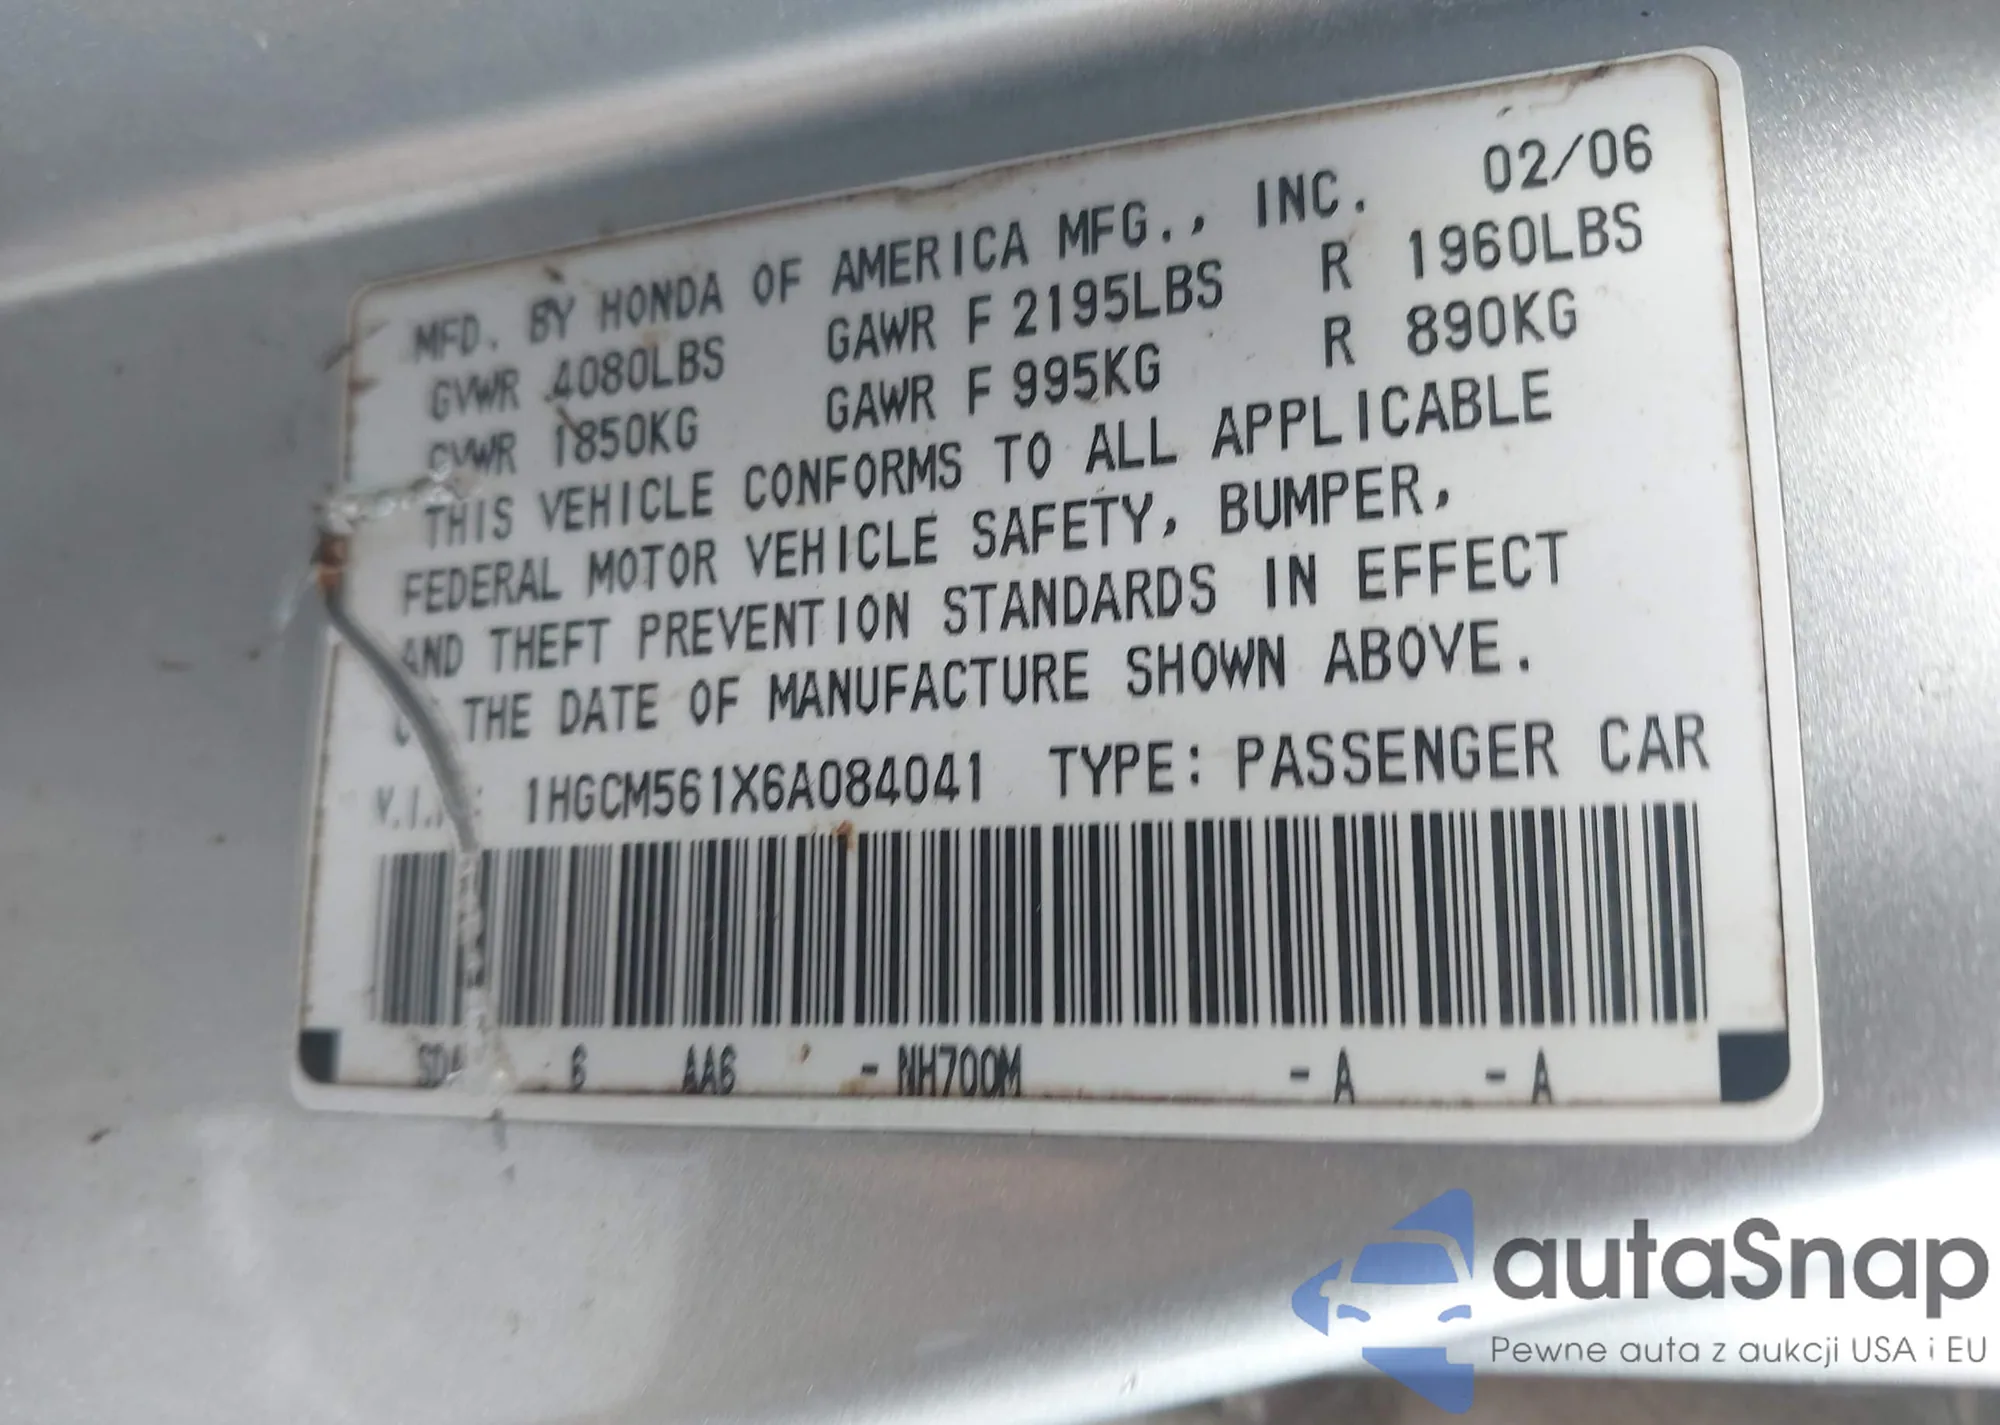 MFD. BY HONDA OF AMERICA MFG., INC. 02/06
GVWR 4080LBS GAWR F 2195LBS R 1960LBS
GVWR 1850KG GAWR F 995KG R 890KG
THIS VEHICLE CONFORMS TO ALL APPLICABLE
FEDERAL MOTOR VEHICLE SAFETY, BUMPER,
AND THEFT PREVENTION STANDARDS IN EFFECT
THE DATE OF MANUFACTURE SHOWN ABOVE.
1HGCM561X6A084041 TYPE: PASSENGER CAR
6 AA6 - NH700M - A - A
autaSnap
Pewne auta z aukcji USA i EU